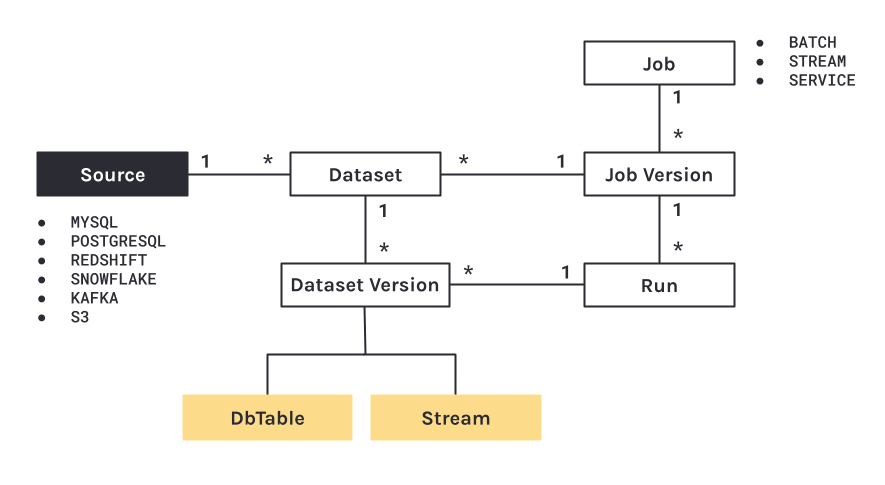 Job
● BATCH
● STREAM
● SERVICE
1
*
Source
1 *
Dataset
* 1
Job Version
● MYSQL
● POSTGRESQL
● REDSHIFT
● SNOWFLAKE
● KAFKA
● S3
1
*
1
*
Dataset Version
* 1
Run
DbTable
Stream